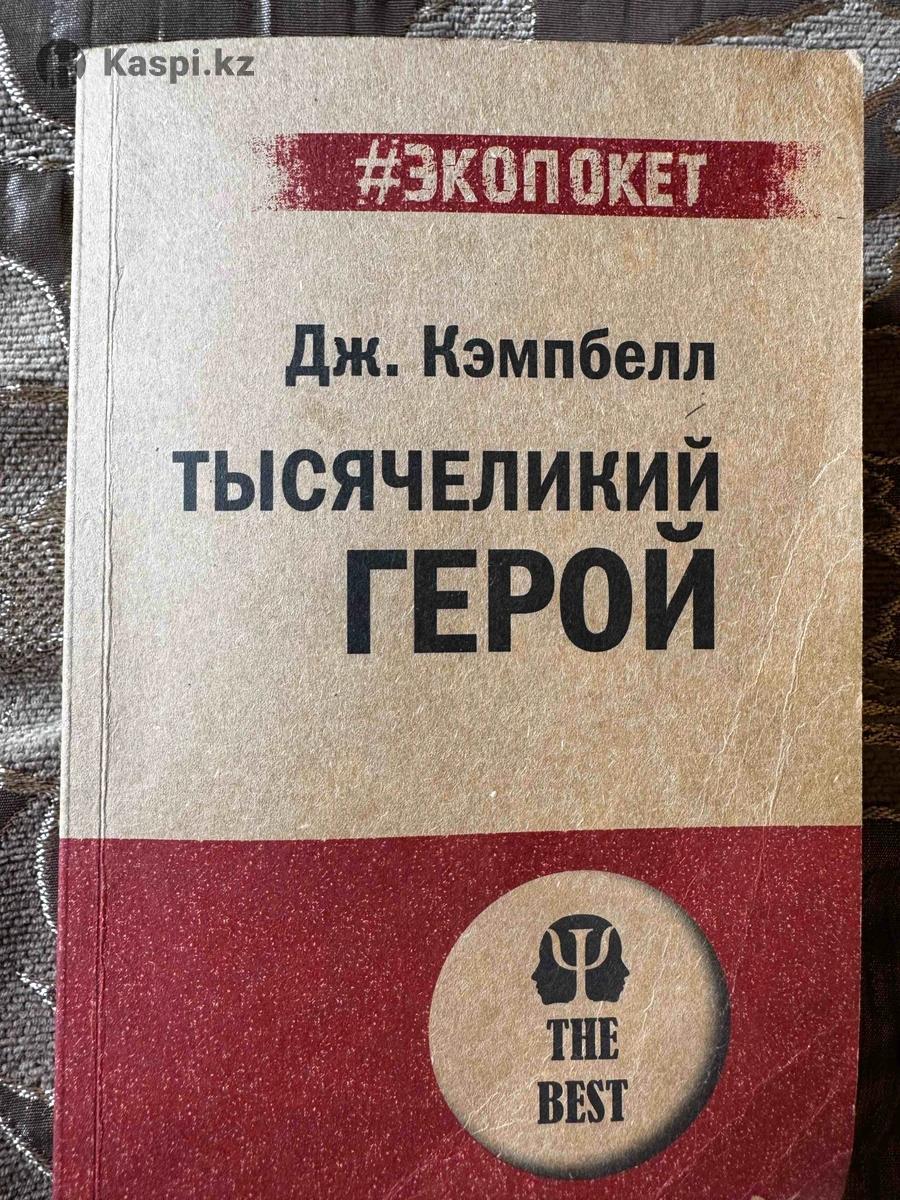 Kaspi.kz
#ЭКОПОКЕТ
Дж. Кэмпбелл
ТЫСЯЧЕЛИКИЙ
ГЕРОЙ
Ψ
THE
BEST